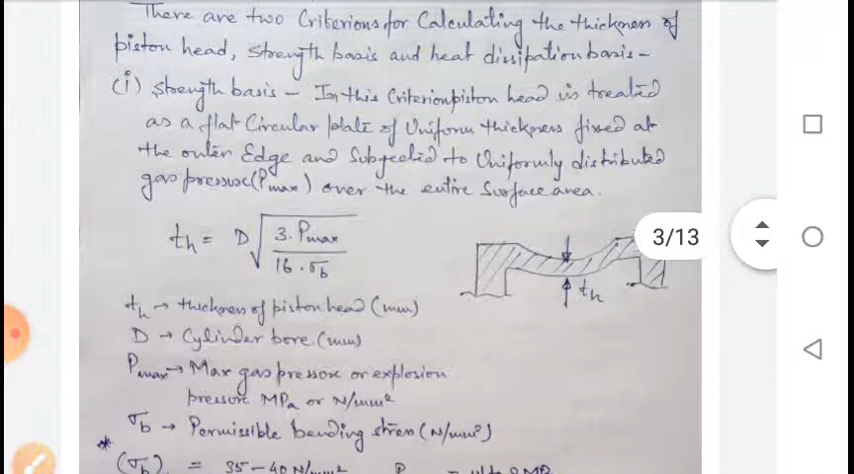 There are two Criterions for Calculating the thickness of
piston head, strength basis and heat dissipation basis -
(i) Strength basis - In this Criterion piston head is treated
as a flat Circular plate of Uniform thickness fixed at
the outer Edge and Subjected to Uniformly distributed
gas pressure (Pmax) over the entire Surface area.
th = D √(3. Pmax / 16 . σb)
3/13
th
th → thickness of piston head (mm)
D → Cylinder bore (mm)
Pmax → Max gas pressure or explosion
pressure MPa or N/mm²
σb → Permissible bending stress (N/mm²)
* (σb) = 35-40 N/mm²